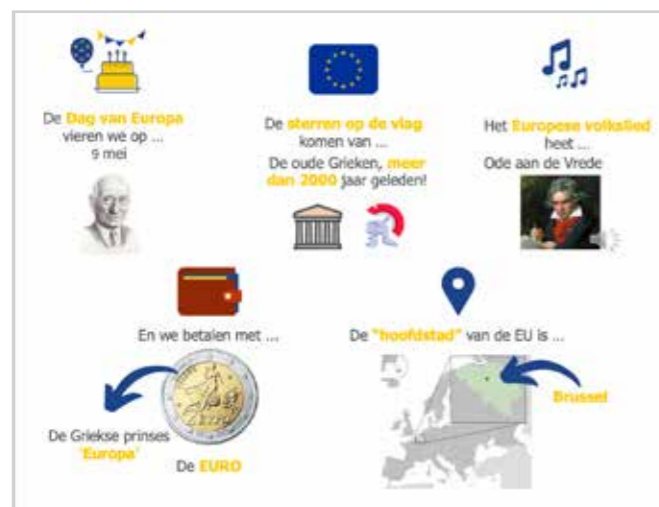 De Dag van Europa
vieren we op ...
9 mei
De sterren op de vlag
komen van ...
De oude Grieken, meer
dan 2000 jaar geleden!
Het Europese volkslied
heet ...
Ode aan de Vrede
En we betalen met ...
De Griekse prinses
'Europa'
De EURO
De "hoofdstad" van de EU is ...
Brussel